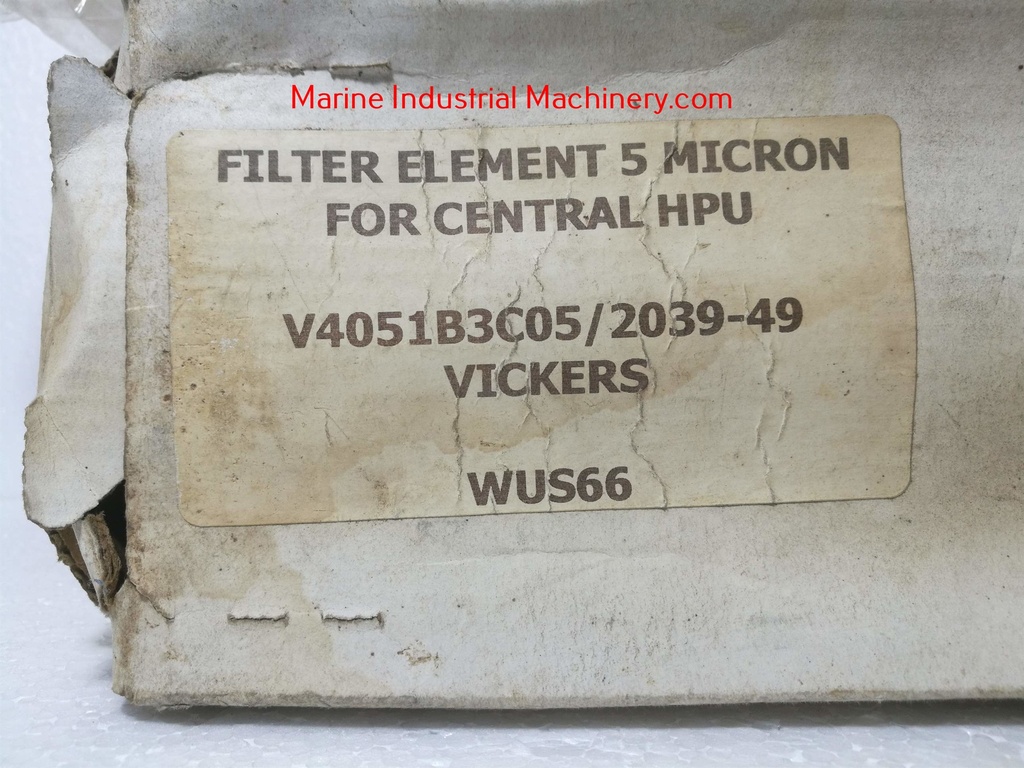 Marine Industrial Machinery.com
FILTER ELEMENT 5 MICRON
FOR CENTRAL HPU
V4051B3C05/2039-49
VICKERS
WUS66